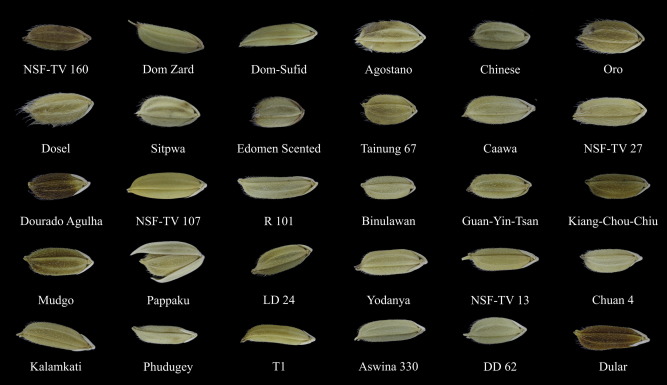 NSF-TV 160 Dom Zard Dom-Sufid Agostano Chinese Oro
Dosel Sitpwa Edomen Scented Tainung 67 Caawa NSF-TV 27
Dourado Agulha NSF-TV 107 R 101 Binulawan Guan-Yin-Tsan Kiang-Chou-Chiu
Mudgo Pappaku LD 24 Yodanya NSF-TV 13 Chuan 4
Kalamkati Phudugey T1 Aswina 330 DD 62 Dular